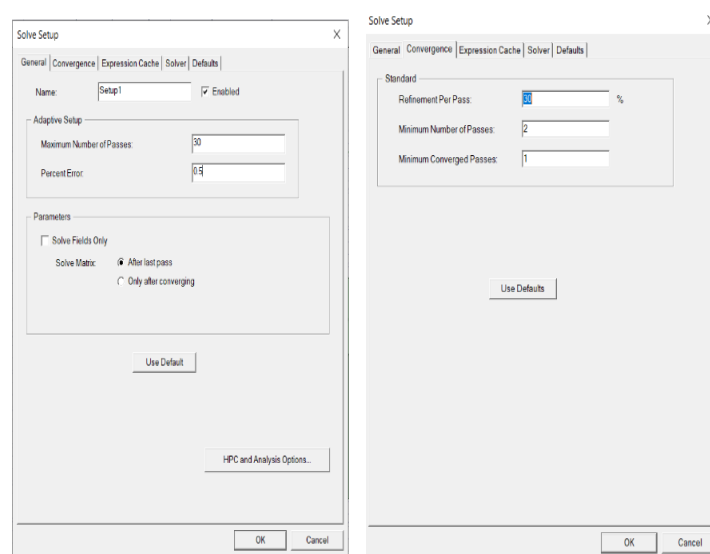 Solve Setup X
General Convergence Expression Cache Solver Defaults
Name: Setup1 Enabled
Adaptive Setup
Maximum Number of Passes: 30
Percent Error: 0.5
Parameters
Solve Fields Only
Solve Matrix: After last pass
Only after converging
Use Default
HPC and Analysis Options...
OK Cancel
Solve Setup
General Convergence Expression Cache Solver Defaults
Standard
Refinement Per Pass: 30 %
Minimum Number of Passes: 2
Minimum Converged Passes: 1
Use Defaults
OK Cancel